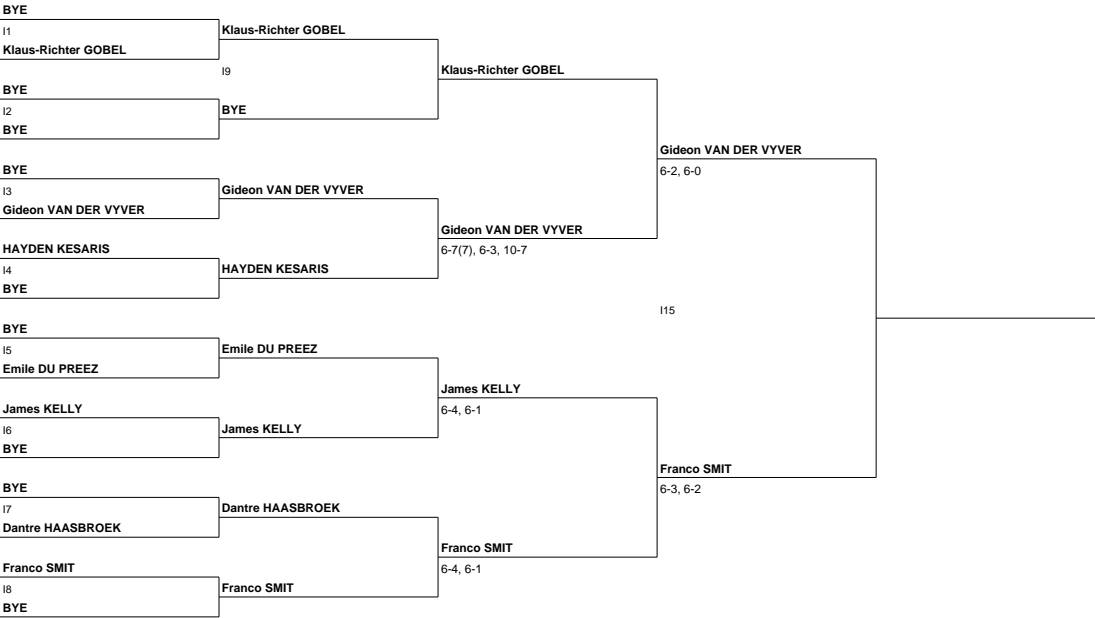 BYE
I1
Klaus-Richter GOBEL
BYE
I2
BYE
BYE
I3
Gideon VAN DER VYVER
HAYDEN KESARIS
I4
BYE
BYE
I5
Emile DU PREEZ
James KELLY
I6
BYE
BYE
I7
Dantre HAASBROEK
Franco SMIT
I8
BYE
Klaus-Richter GOBEL
I9
BYE
Gideon VAN DER VYVER
HAYDEN KESARIS
Emile DU PREEZ
James KELLY
Dantre HAASBROEK
Franco SMIT
Klaus-Richter GOBEL
Gideon VAN DER VYVER
6-7(7), 6-3, 10-7
James KELLY
6-4, 6-1
Franco SMIT
6-4, 6-1
Gideon VAN DER VYVER
6-2, 6-0
I15
Franco SMIT
6-3, 6-2